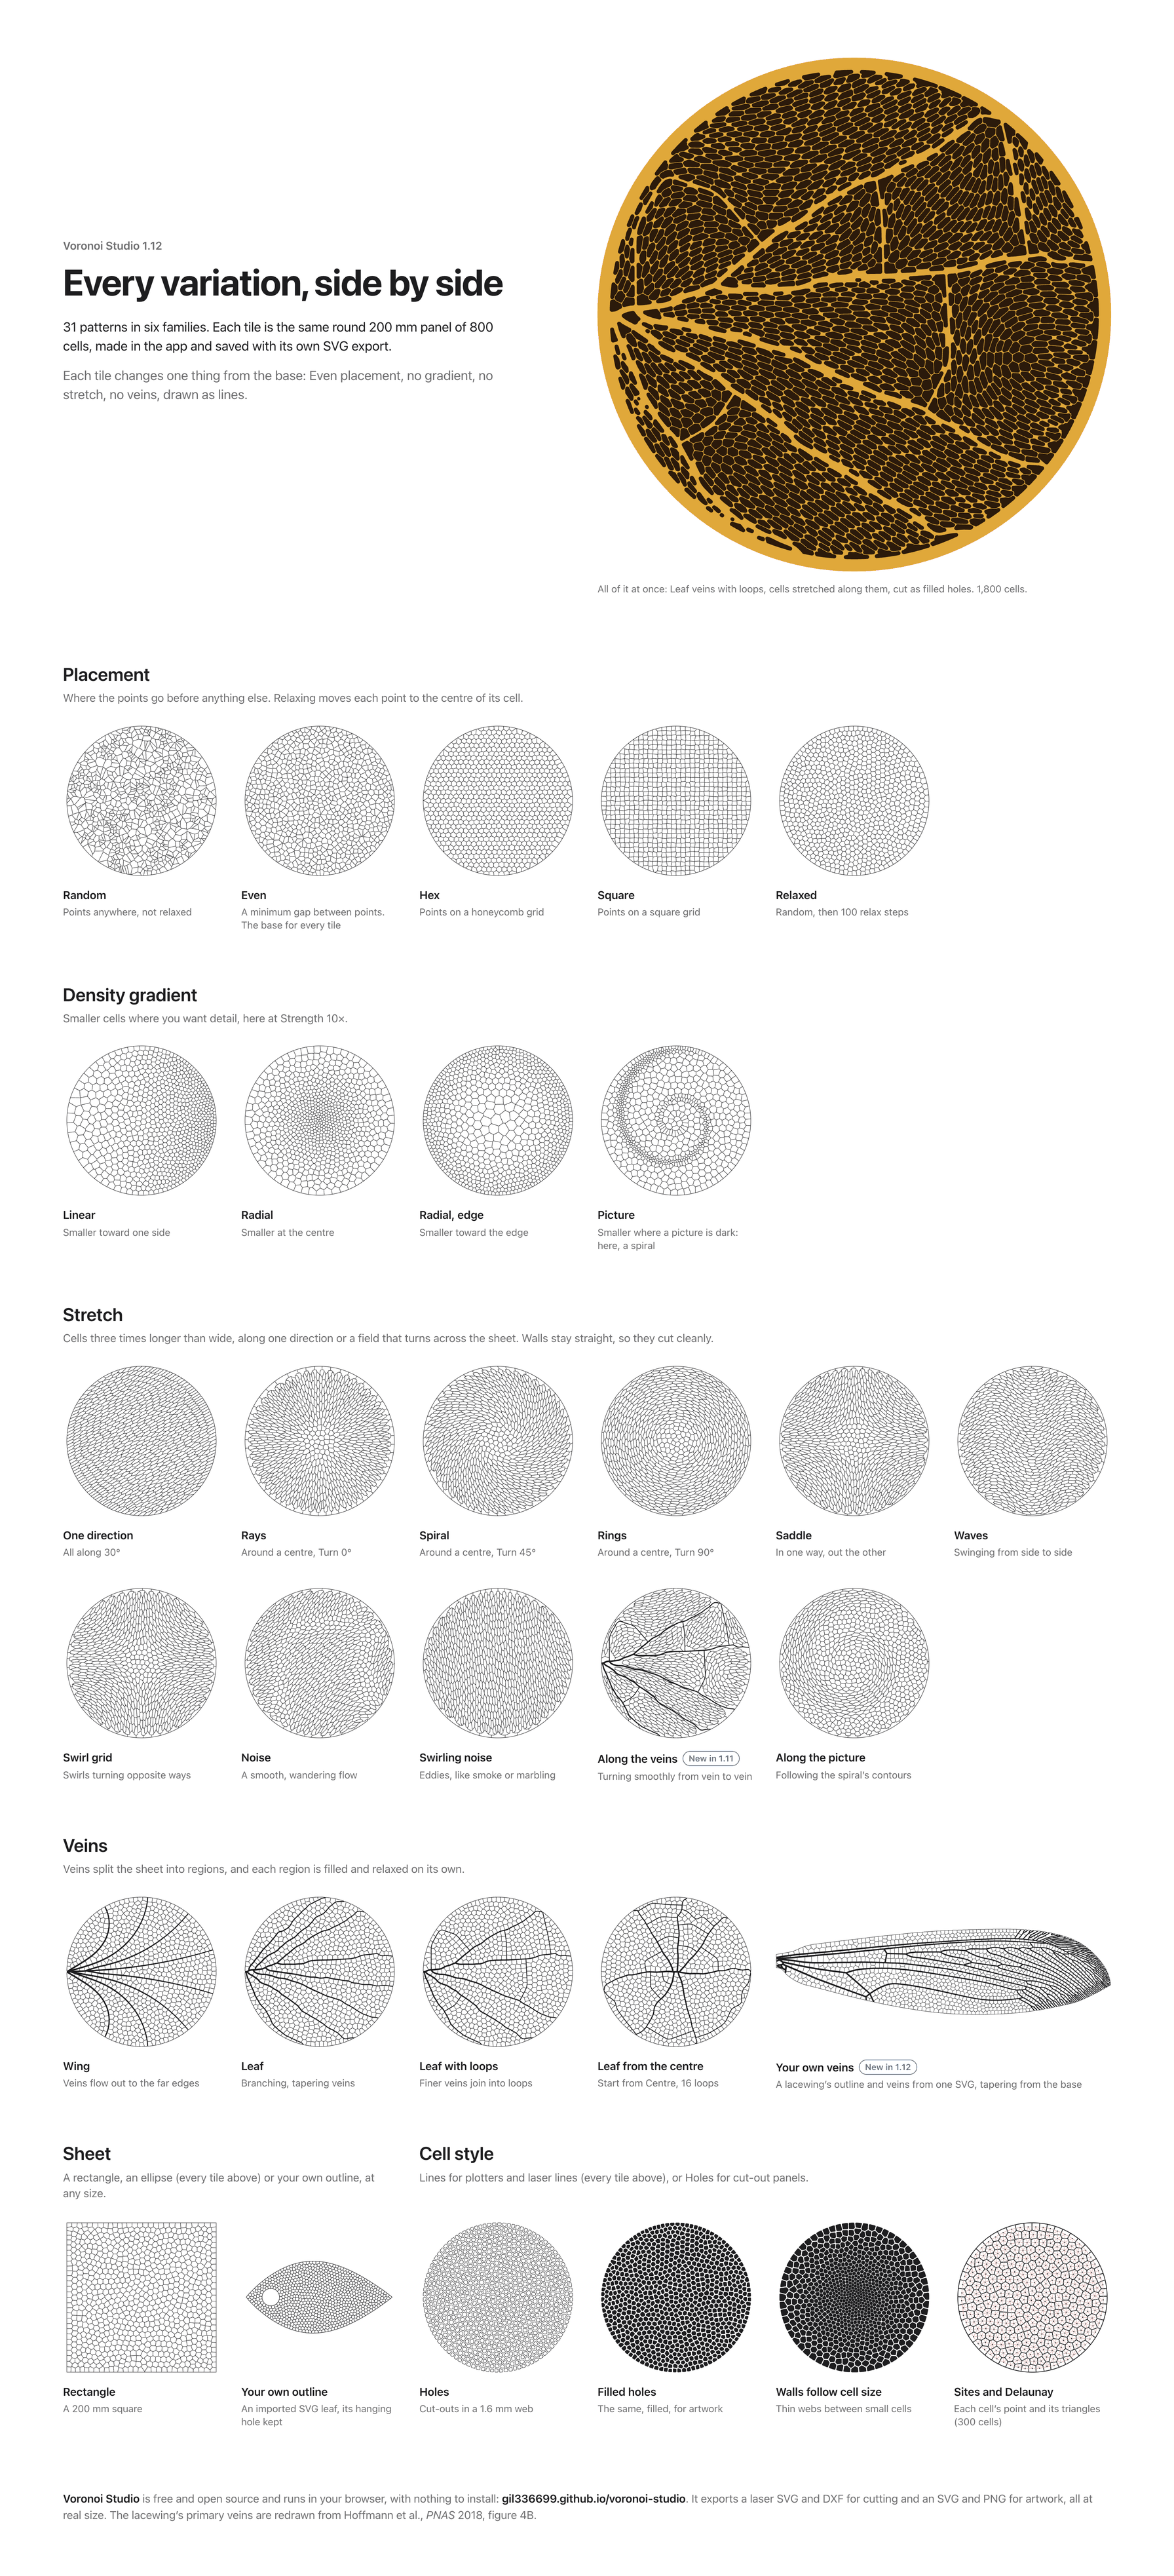 Voronoi Studio 1.12
Every variation, side by side
31 patterns in six families. Each tile is the same round 200 mm panel of 800
cells, made in the app and saved with its own SVG export.
Each tile changes one thing from the base: Even placement, no gradient, no
stretch, no veins, drawn as lines.
All of it at once: Leaf veins with loops, cells stretched along them, cut as filled holes. 1,800 cells.
Placement
Where the points go before anything else. Relaxing moves each point to the centre of its cell.
Random
Points anywhere, not relaxed
Even
A minimum gap between points.
The base for every tile
Hex
Points on a honeycomb grid
Square
Points on a square grid
Relaxed
Random, then 100 relax steps
Density gradient
Smaller cells where you want detail, here at Strength 10×.
Linear
Smaller toward one side
Radial
Smaller at the centre
Radial, edge
Smaller toward the edge
Picture
Smaller where a picture is dark:
here, a spiral
Stretch
Cells three times longer than wide, along one direction or a field that turns across the sheet. Walls stay straight, so they cut cleanly.
One direction
All along 30°
Rays
Around a centre, Turn 0°
Spiral
Around a centre, Turn 45°
Rings
Around a centre, Turn 90°
Saddle
In one way, out the other
Waves
Swinging from side to side
Swirl grid
Swirls turning opposite ways
Noise
A smooth, wandering flow
Swirling noise
Eddies, like smoke or marbling
Along the veins New in 1.11
Turning smoothly from vein to vein
Along the picture
Following the spiral's contours
Veins
Veins split the sheet into regions, and each region is filled and relaxed on its own.
Wing
Veins flow out to the far edges
Leaf
Branching, tapering veins
Leaf with loops
Finer veins join into loops
Leaf from the centre
Start from Centre, 16 loops
Your own veins New in 1.12
A lacewing's outline and veins from one SVG, tapering from the base
Sheet
A rectangle, an ellipse (every tile above) or your own outline, at
any size.
Cell style
Lines for plotters and laser lines (every tile above), or Holes for cut-out panels.
Rectangle
A 200 mm square
Your own outline
An imported SVG leaf, its hanging
hole kept
Holes
Cut-outs in a 1.6 mm web
Filled holes
The same, filled, for artwork
Walls follow cell size
Thin webs between small cells
Sites and Delaunay
Each cell's point and its triangles
(300 cells)
Voronoi Studio is free and open source and runs in your browser, with nothing to install: gil336699.github.io/voronoi-studio. It exports a laser SVG and DXF for cutting and an SVG and PNG for artwork, all at
real size. The lacewing's primary veins are redrawn from Hoffmann et al., PNAS 2018, figure 4B.